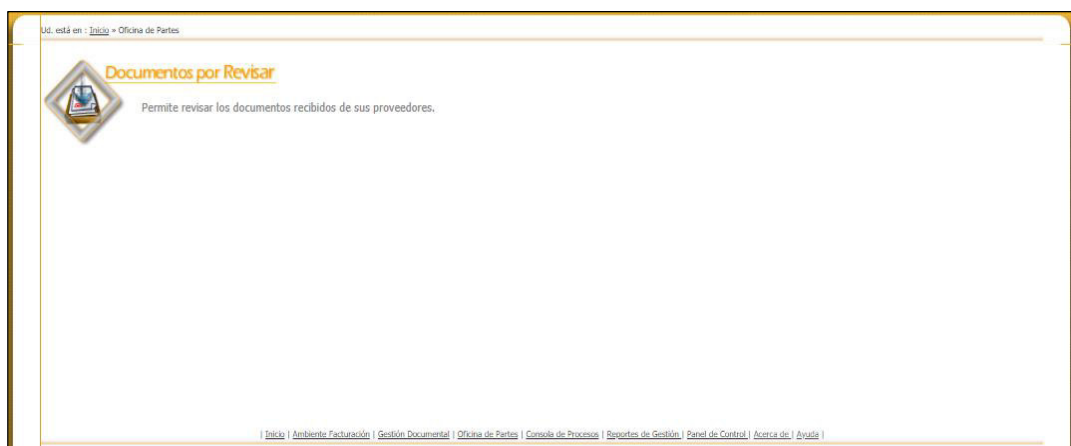 Ud. está en : Inicio » Oficina de Partes
Documentos por Revisar
Permite revisar los documentos recibidos de sus proveedores.
| Inicio | Ambiente Facturación | Gestión Documental | Oficina de Partes | Consola de Procesos | Reportes de Gestión | Panel de Control | Acerca de | Ayuda |